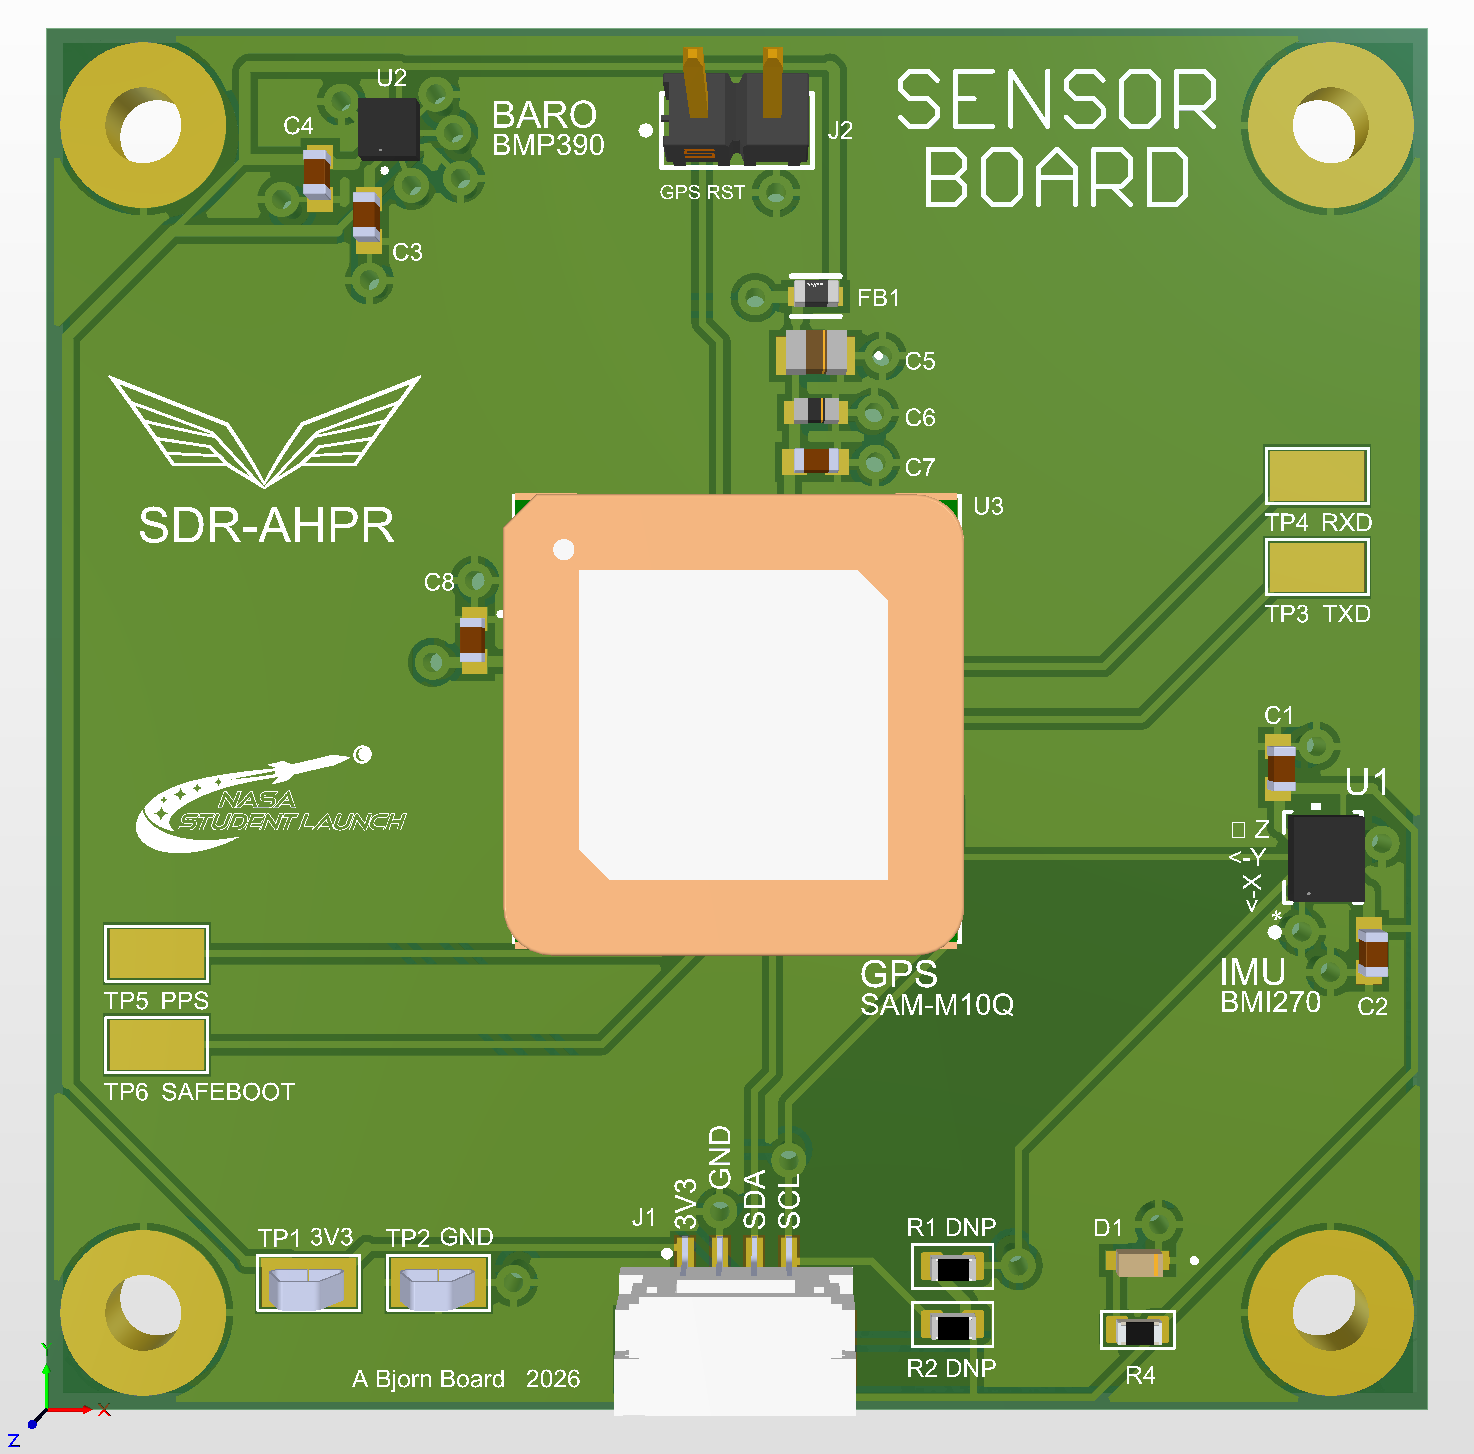 U2
C4
BARO
BMP390
C3
J2
GPS RST
SENSOR
BOARD
FB1
C5
C6
C7
U3
SDR-AHPR
C8
TP4 RXD
TP3 TXD
NASA
STUDENT LAUNCH
C1
U1
□ Z
<-Y
<-X
*
IMU
BMI270
C2
GPS
SAM-M10Q
TP5 PPS
TP6 SAFEBOOT
J1
3V3
GND
SDA
SCL
TP1 3V3
TP2 GND
R1 DNP
R2 DNP
D1
R4
A Bjorn Board 2026
Y
X
Z